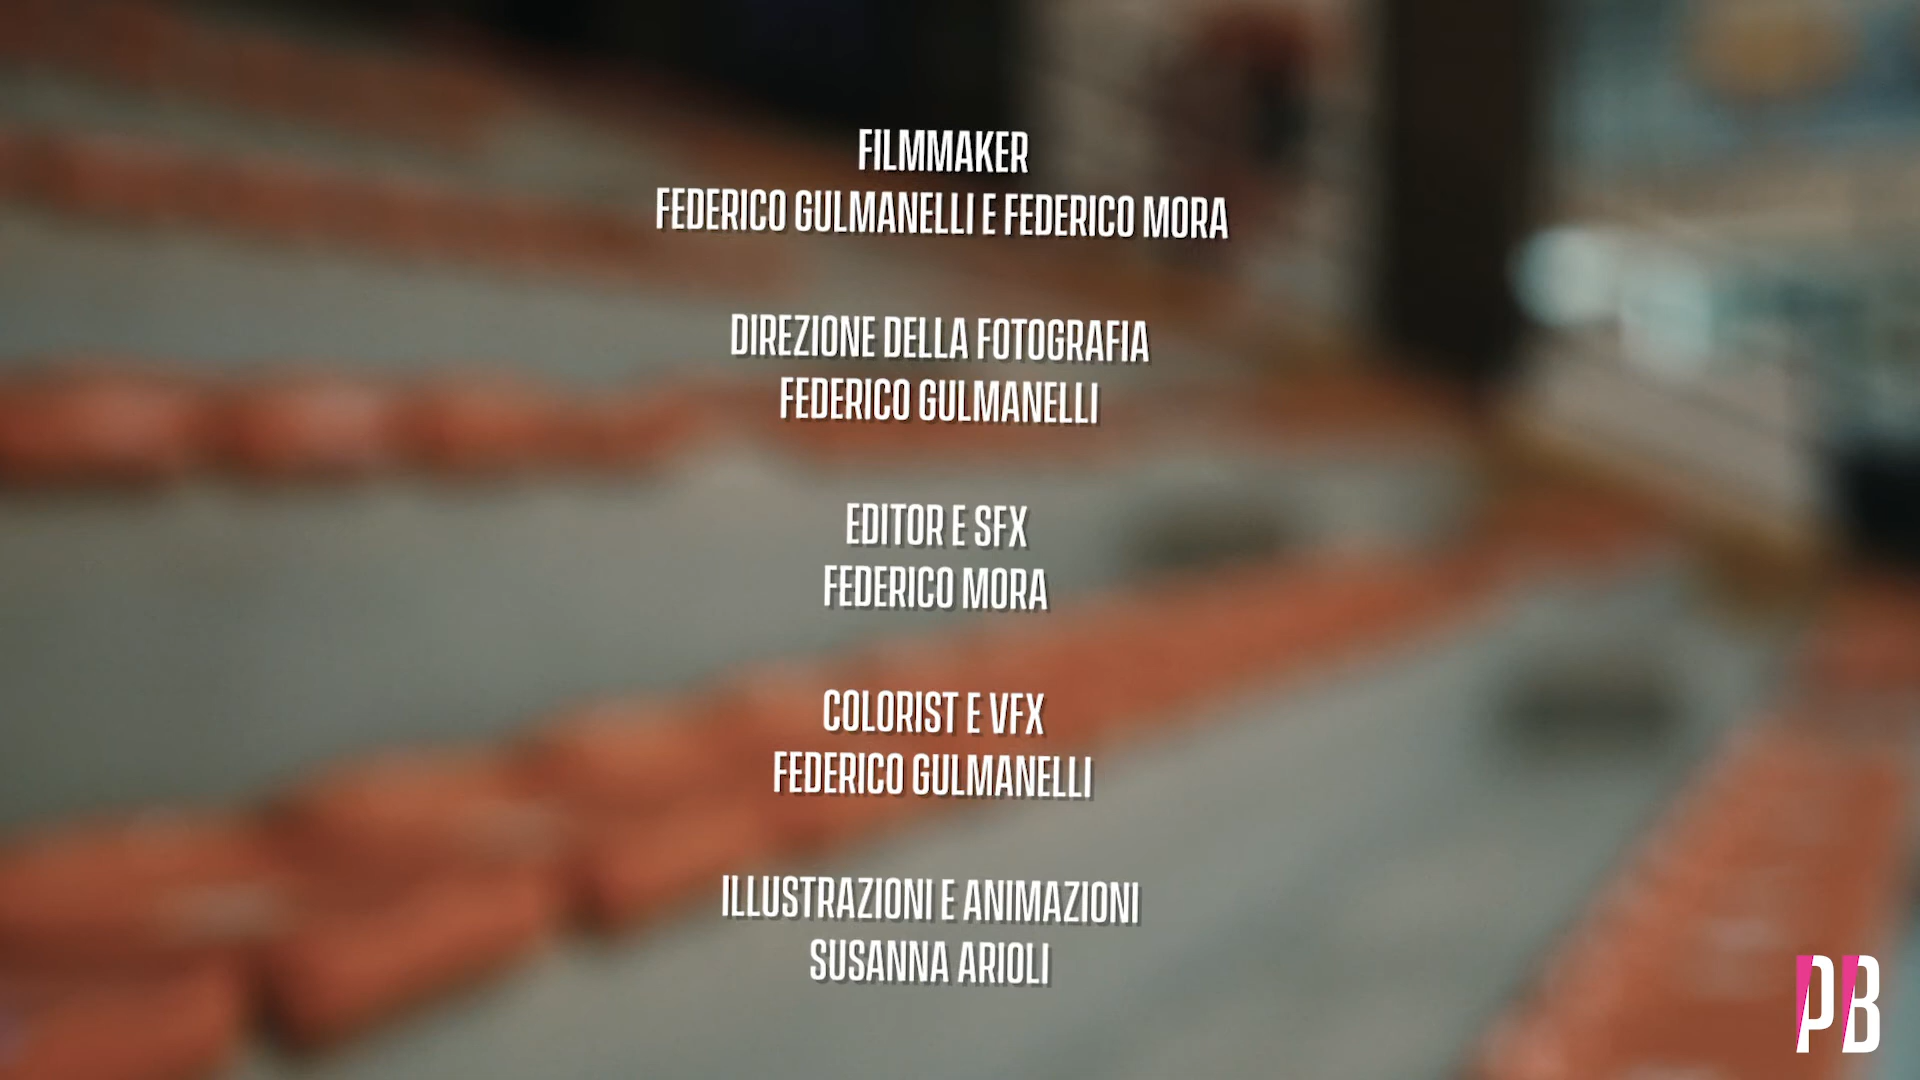 FILMMAKER
FEDERICO GULMANELLI E FEDERICO MORA
DIREZIONE DELLA FOTOGRAFIA
FEDERICO GULMANELLI
EDITOR E SFX
FEDERICO MORA
COLORIST E VFX
FEDERICO GULMANELLI
ILLUSTRAZIONI E ANIMAZIONI
SUSANNA ARIOLI
PB